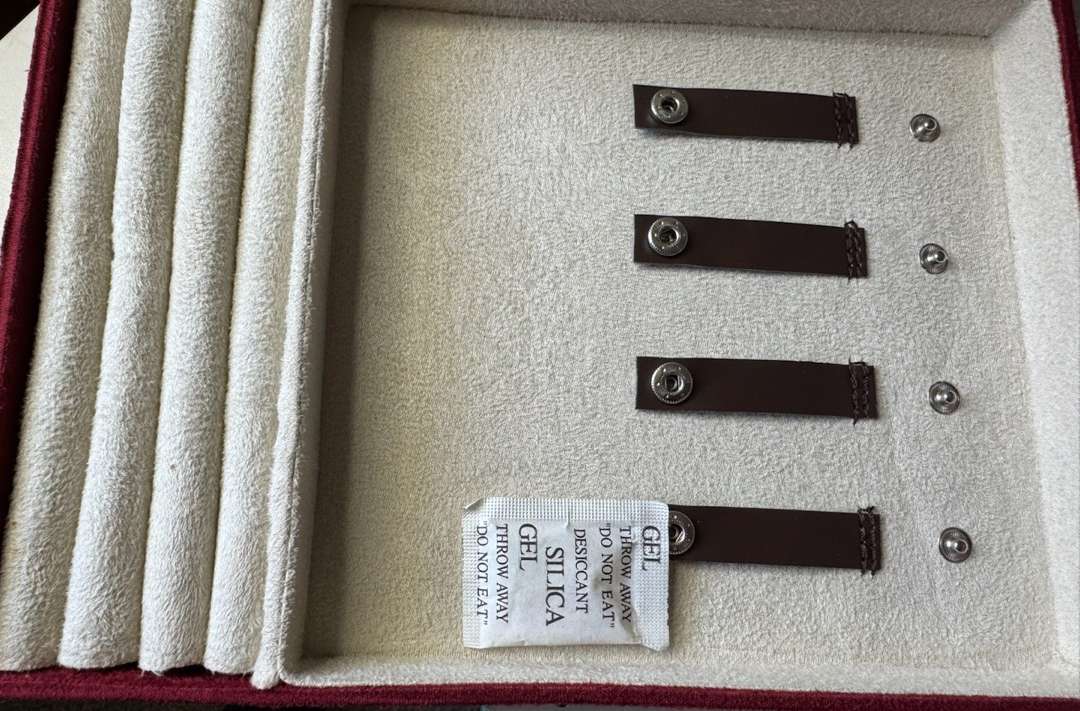 GEL
THROW AWAY
"DO NOT EAT"
DESICCANT
SILICA
GEL
THROW AWAY
"DO NOT EAT"